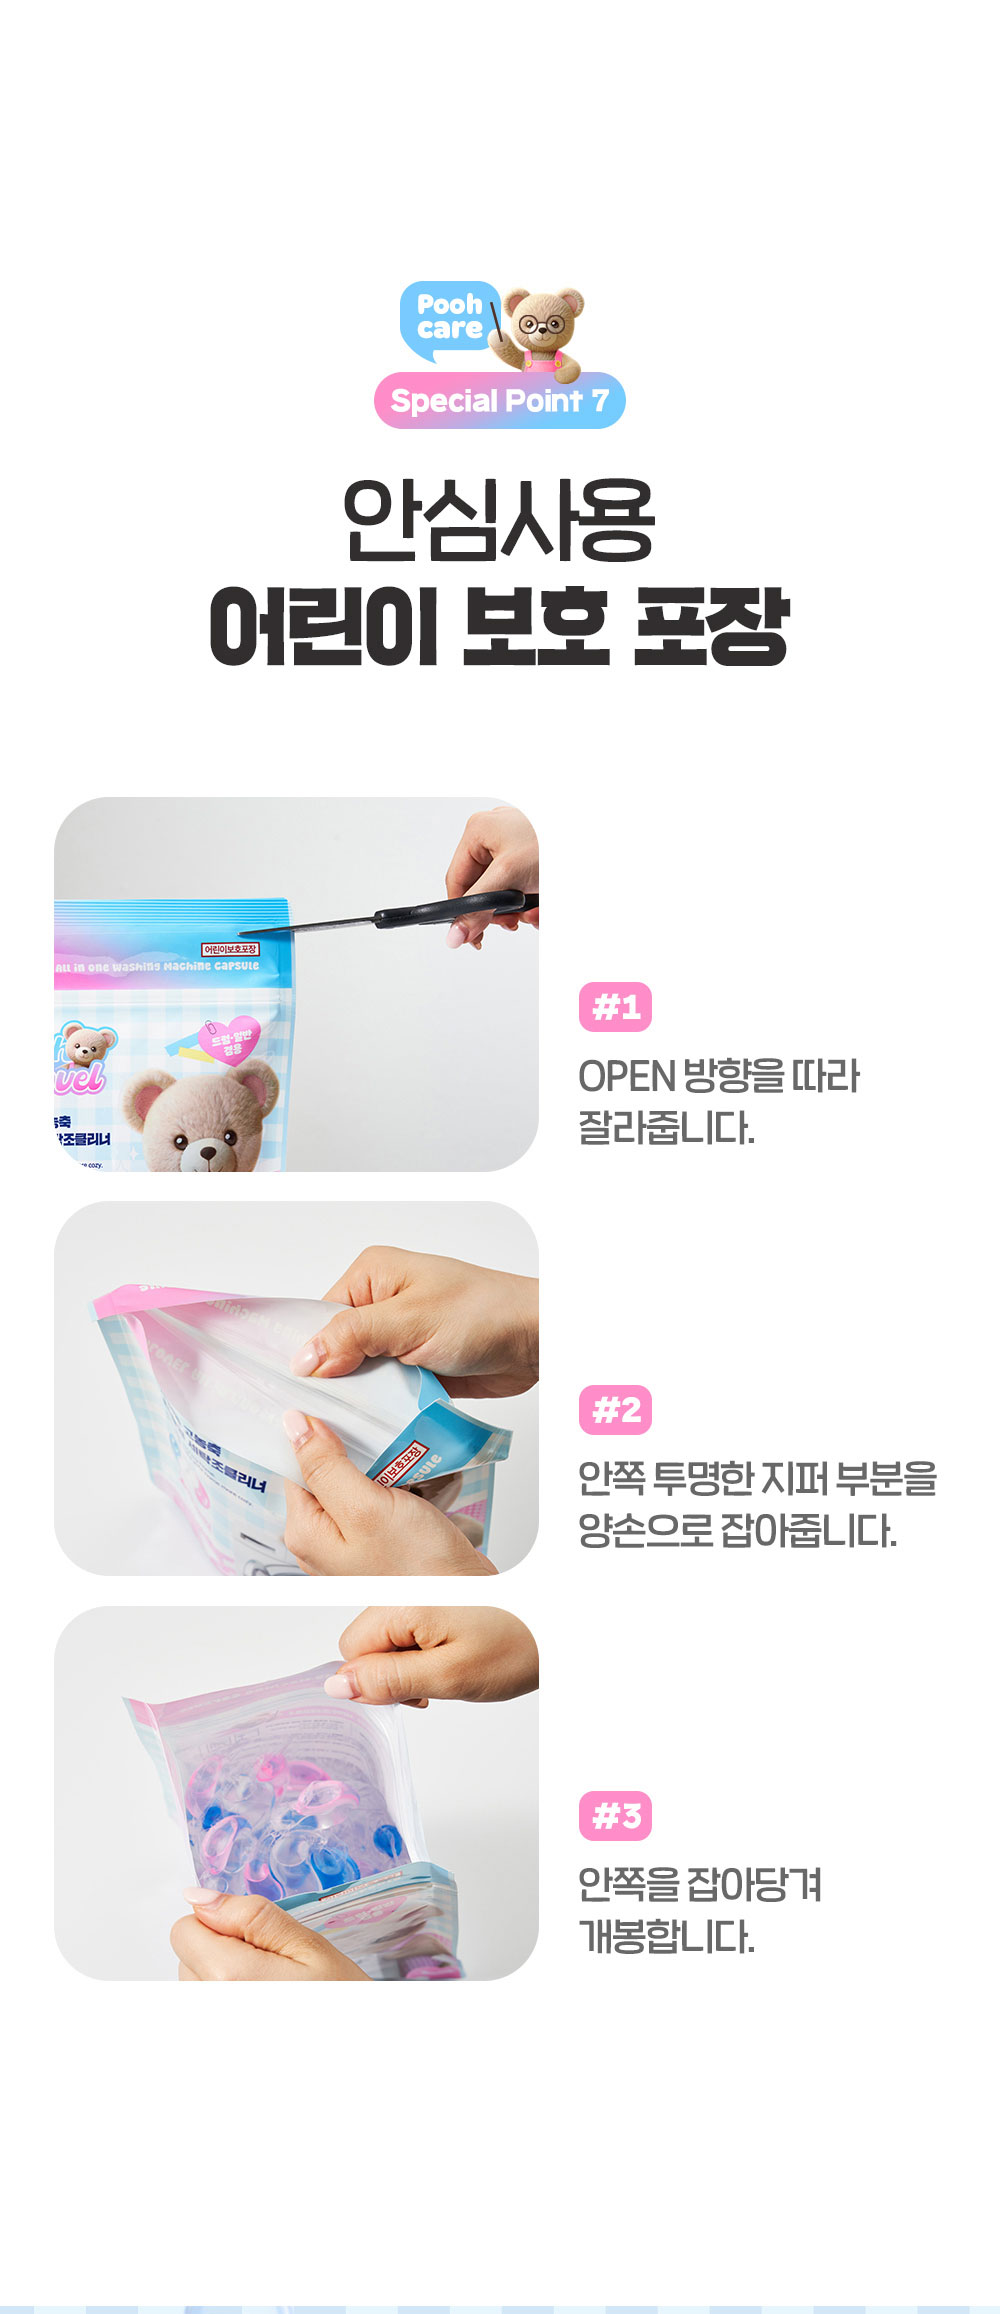 Pooh
care
Special Point 7
안심사용
어린이 보호 포장
어린이보호포장
All in one Washing Machine Capsule
드럼·일반
겸용
#1
OPEN 방향을 따라
잘라줍니다.
#2
안쪽 투명한 지퍼 부분을
양손으로 잡아줍니다.
#3
안쪽을 잡아당겨
개봉합니다.